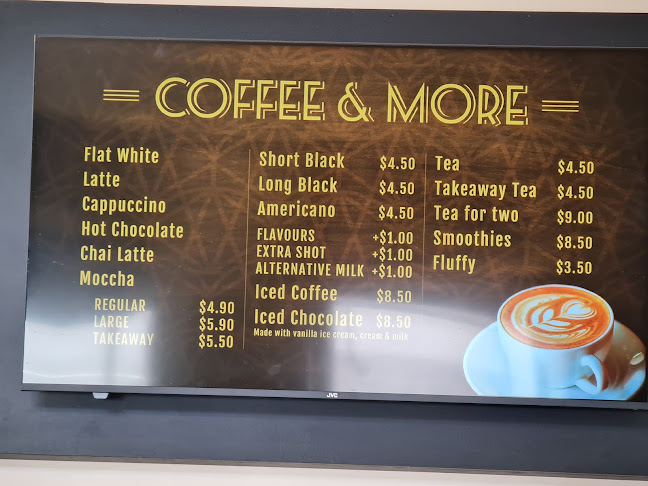 COFFEE & MORE
Flat White
Latte
Cappuccino
Hot Chocolate
Chai Latte
Moccha
REGULAR $4.90
LARGE $5.90
TAKEAWAY $5.50
Short Black $4.50
Long Black $4.50
Americano $4.50
FLAVOURS +$1.00
EXTRA SHOT +$1.00
ALTERNATIVE MILK +$1.00
Iced Coffee $8.50
Iced Chocolate $8.50
Made with vanilla ice cream, cream & milk
Tea $4.50
Takeaway Tea $4.50
Tea for two $9.00
Smoothies $8.50
Fluffy $3.50
JVC